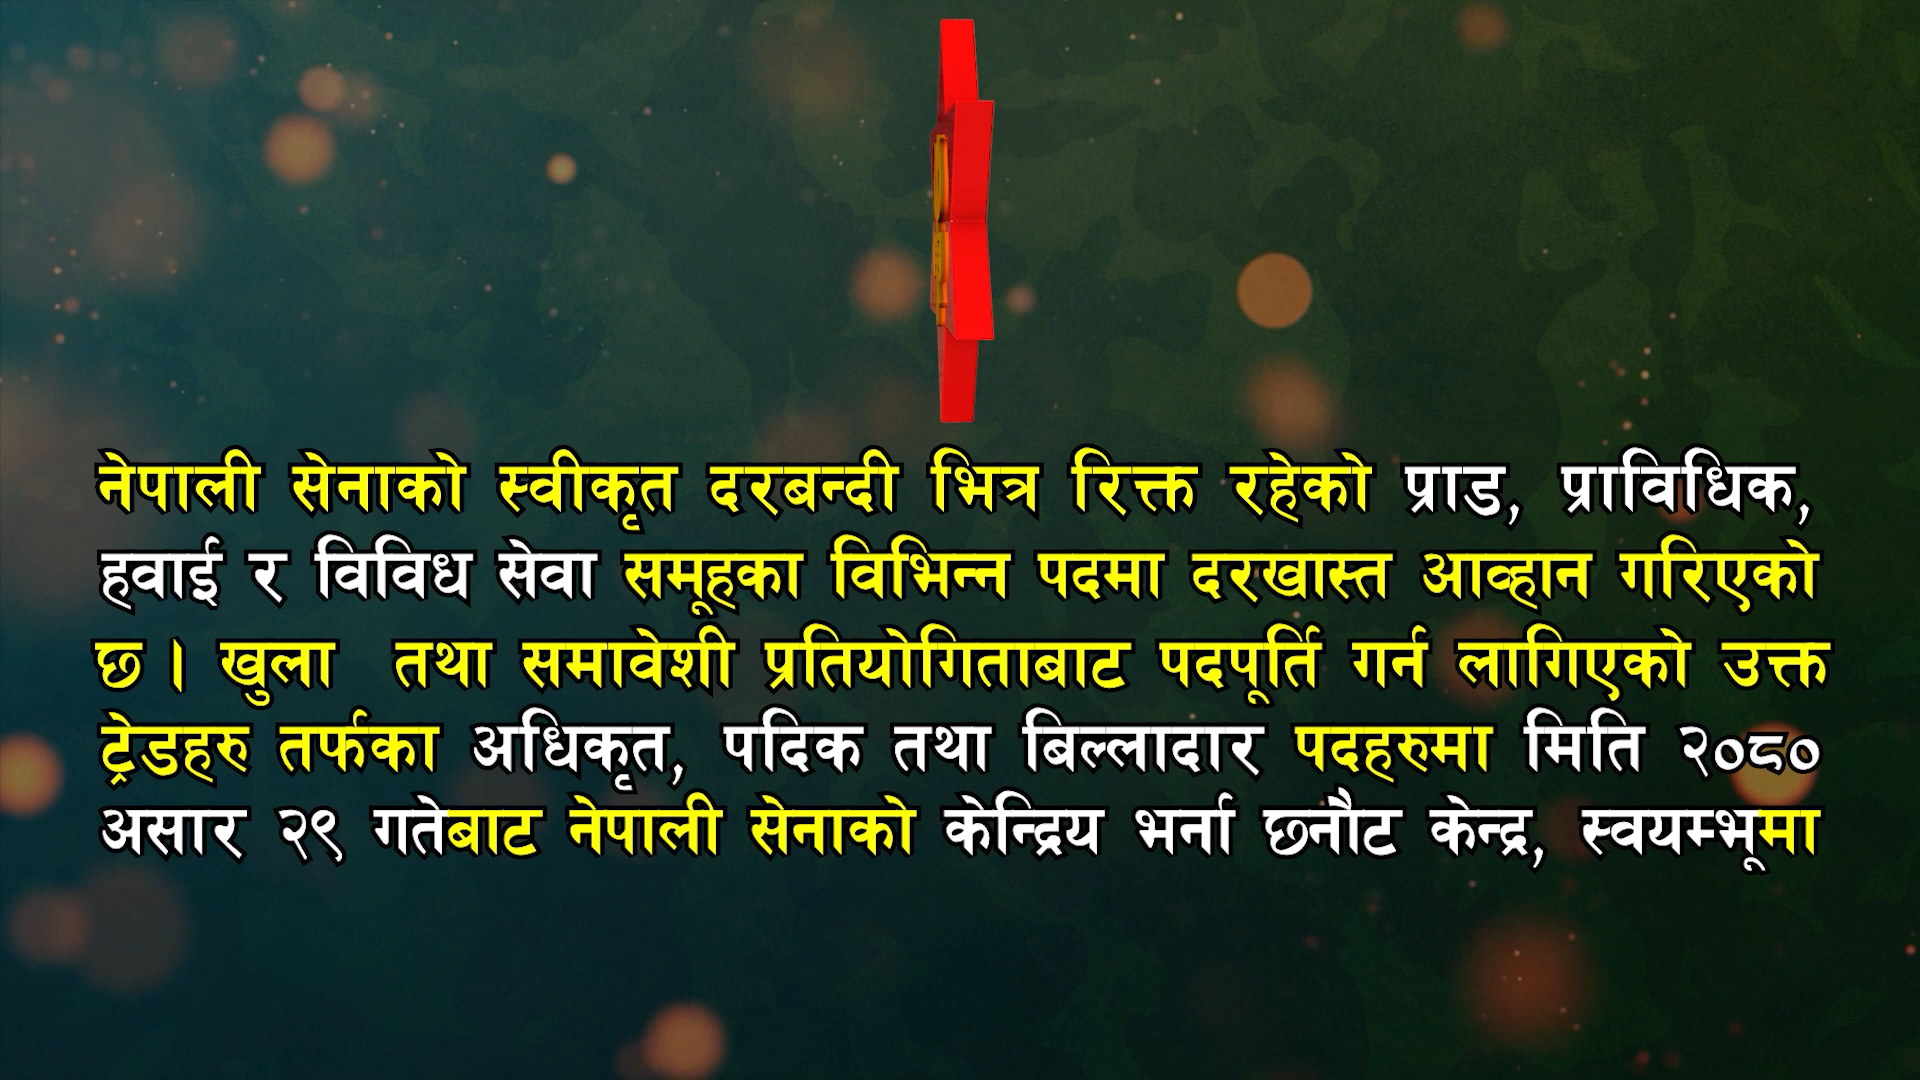 नेपाली सेनाको स्वीकृत दरबन्दी भित्र रिक्त रहेको प्राड, प्राविधिक,
हवाई र विविध सेवा समूहका विभिन्न पदमा दरखास्त आव्हान गरिएको
छ । खुला तथा समावेशी प्रतियोगिताबाट पदपूर्ति गर्न लागिएको उक्त
ट्रेडहरु तर्फका अधिकृत, पदिक तथा बिल्लादार पदहरुमा मिति २०८०
असार २९ गतेबाट नेपाली सेनाको केन्द्रिय भर्ना छनौट केन्द्र, स्वयम्भूमा